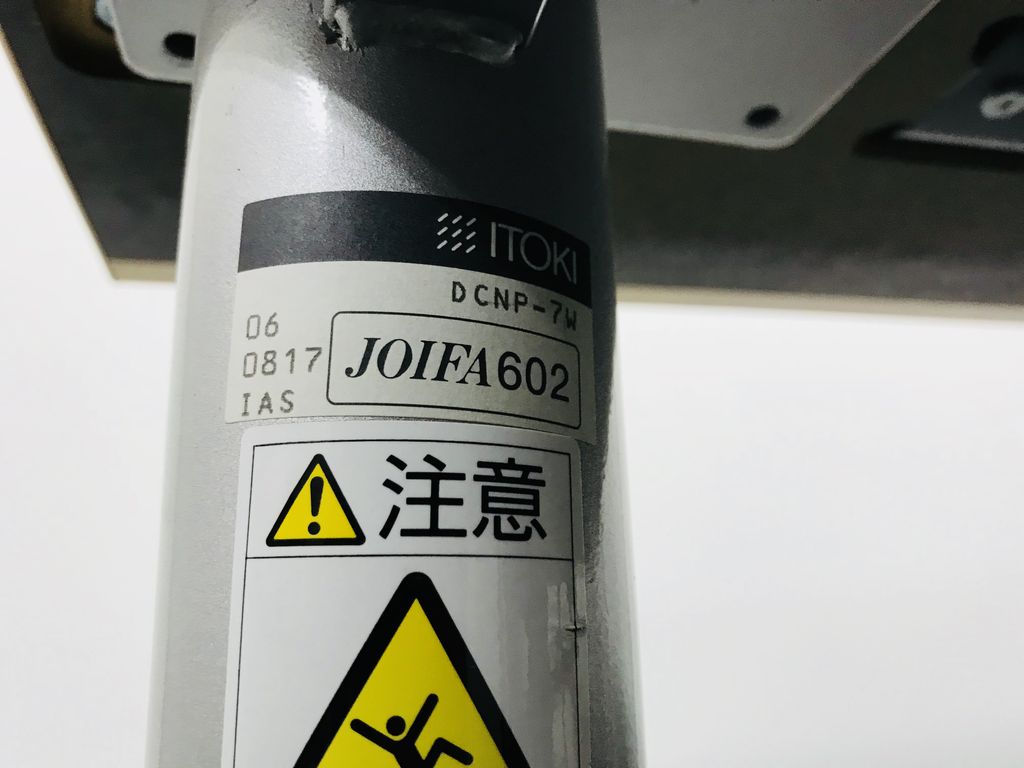 ITOKI
DCNP-7W
06
0817
IAS
JOIFA602
注意